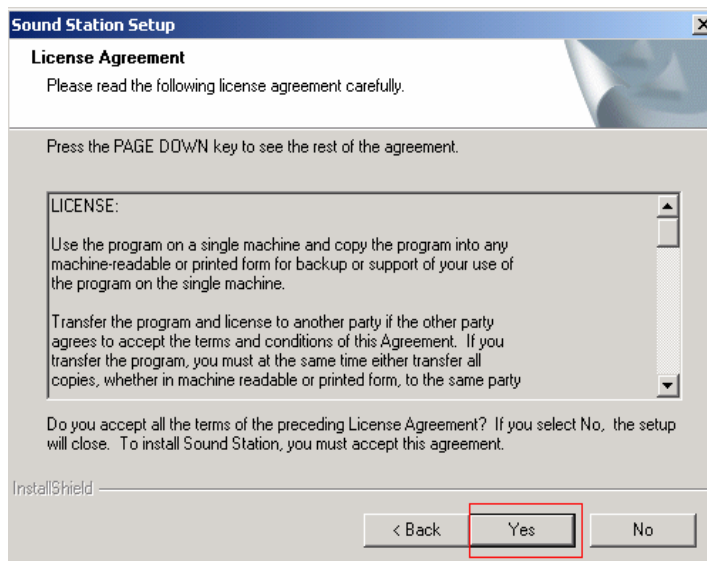 Sound Station Setup
License Agreement
Please read the following license agreement carefully.
Press the PAGE DOWN key to see the rest of the agreement.
LICENSE:
Use the program on a single machine and copy the program into any
machine-readable or printed form for backup or support of your use of
the program on the single machine.
Transfer the program and license to another party if the other party
agrees to accept the terms and conditions of this Agreement.  If you
transfer the program, you must at the same time either transfer all
copies, whether in machine readable or printed form, to the same party
Do you accept all the terms of the preceding License Agreement?  If you select No,  the setup
will close.  To install Sound Station, you must accept this agreement.
InstallShield
< Back
Yes
No